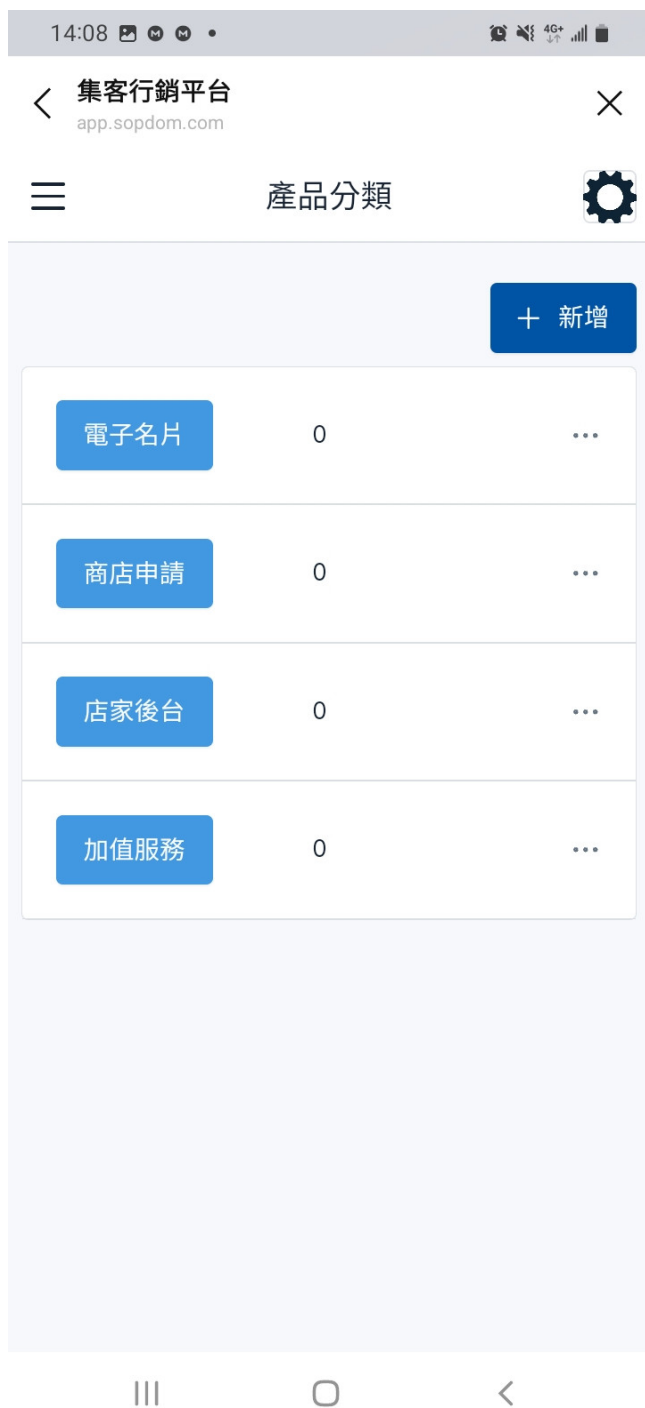 14:08
4G+
集客行銷平台
app.sopdom.com
產品分類
+ 新增
電子名片 0 ...
商店申請 0 ...
店家後台 0 ...
加值服務 0 ...